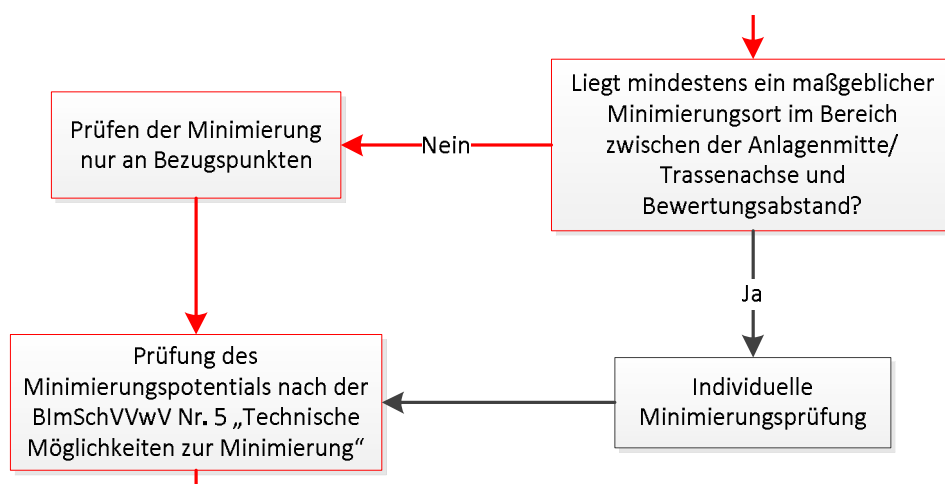 Liegt mindestens ein maßgeblicher
Minimierungsort im Bereich
zwischen der Anlagenmitte/
Trassenachse und
Bewertungsabstand?
Nein
Prüfen der Minimierung
nur an Bezugspunkten
Ja
Individuelle
Minimierungsprüfung
Prüfung des
Minimierungspotentials nach der
BImSchVVwV Nr. 5 „Technische
Möglichkeiten zur Minimierung“